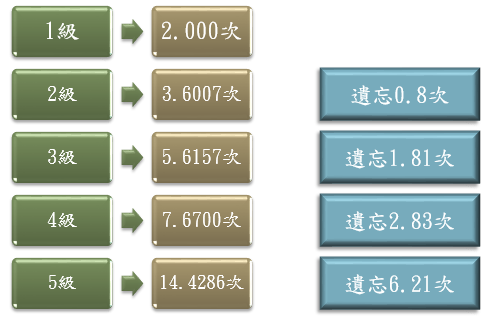 1級 2.000次
2級 3.6007次 遺忘0.8次
3級 5.6157次 遺忘1.81次
4級 7.6700次 遺忘2.83次
5級 14.4286次 遺忘6.21次